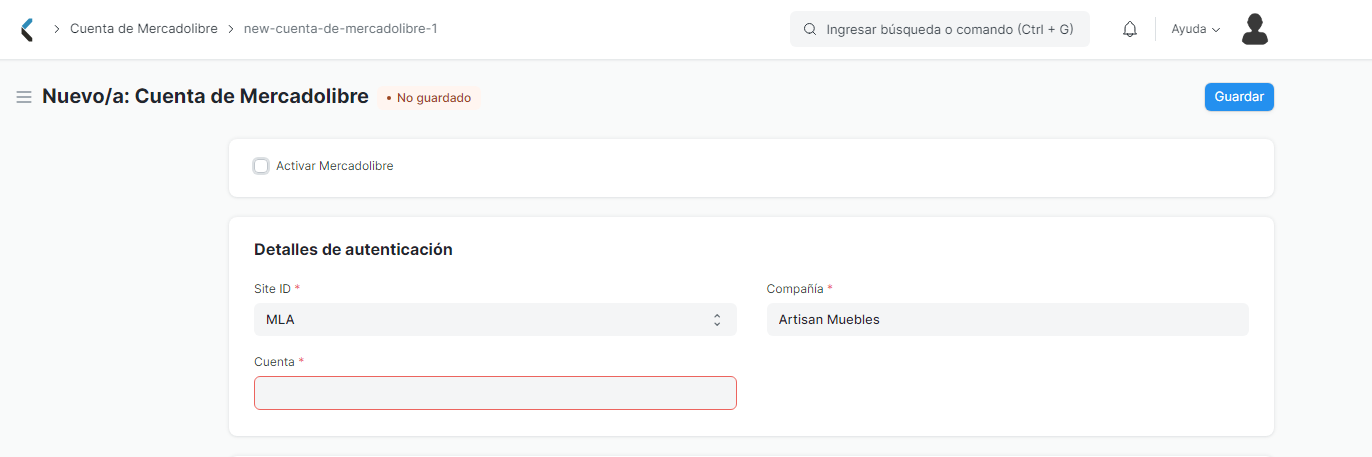 Cuenta de Mercadolibre new-cuenta-de-mercadolibre-1 Ingresar búsqueda o comando (Ctrl + G) Ayuda
Nuevo/a: Cuenta de Mercadolibre • No guardado Guardar
Activar Mercadolibre
Detalles de autenticación
Site ID * Compañía *
MLA Artisan Muebles
Cuenta *